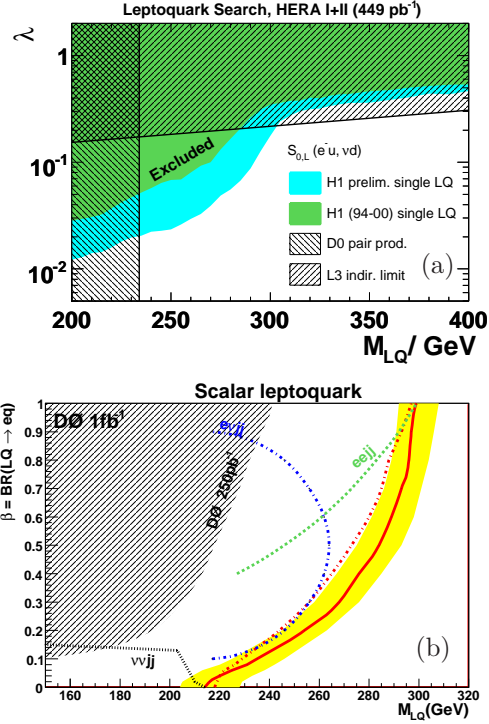 Leptoquark Search, HERA I+II (449 pb⁻¹)
λ
1
10⁻¹
10⁻²
Excluded
S₀,L (e⁻u, νd)
H1 prelim. single LQ
H1 (94-00) single LQ
D0 pair prod.
L3 indir. limit
(a)
200 250 300 350 400
M_LQ/ GeV
Scalar leptoquark
β = BR(LQ → eq)
1
0.9
0.8
0.7
0.6
0.5
0.4
0.3
0.2
0.1
0
DØ 1fb⁻¹
eνjj
eejj
DØ 250pb⁻¹
ννjj
(b)
160 180 200 220 240 260 280 300 320
M_LQ(GeV)